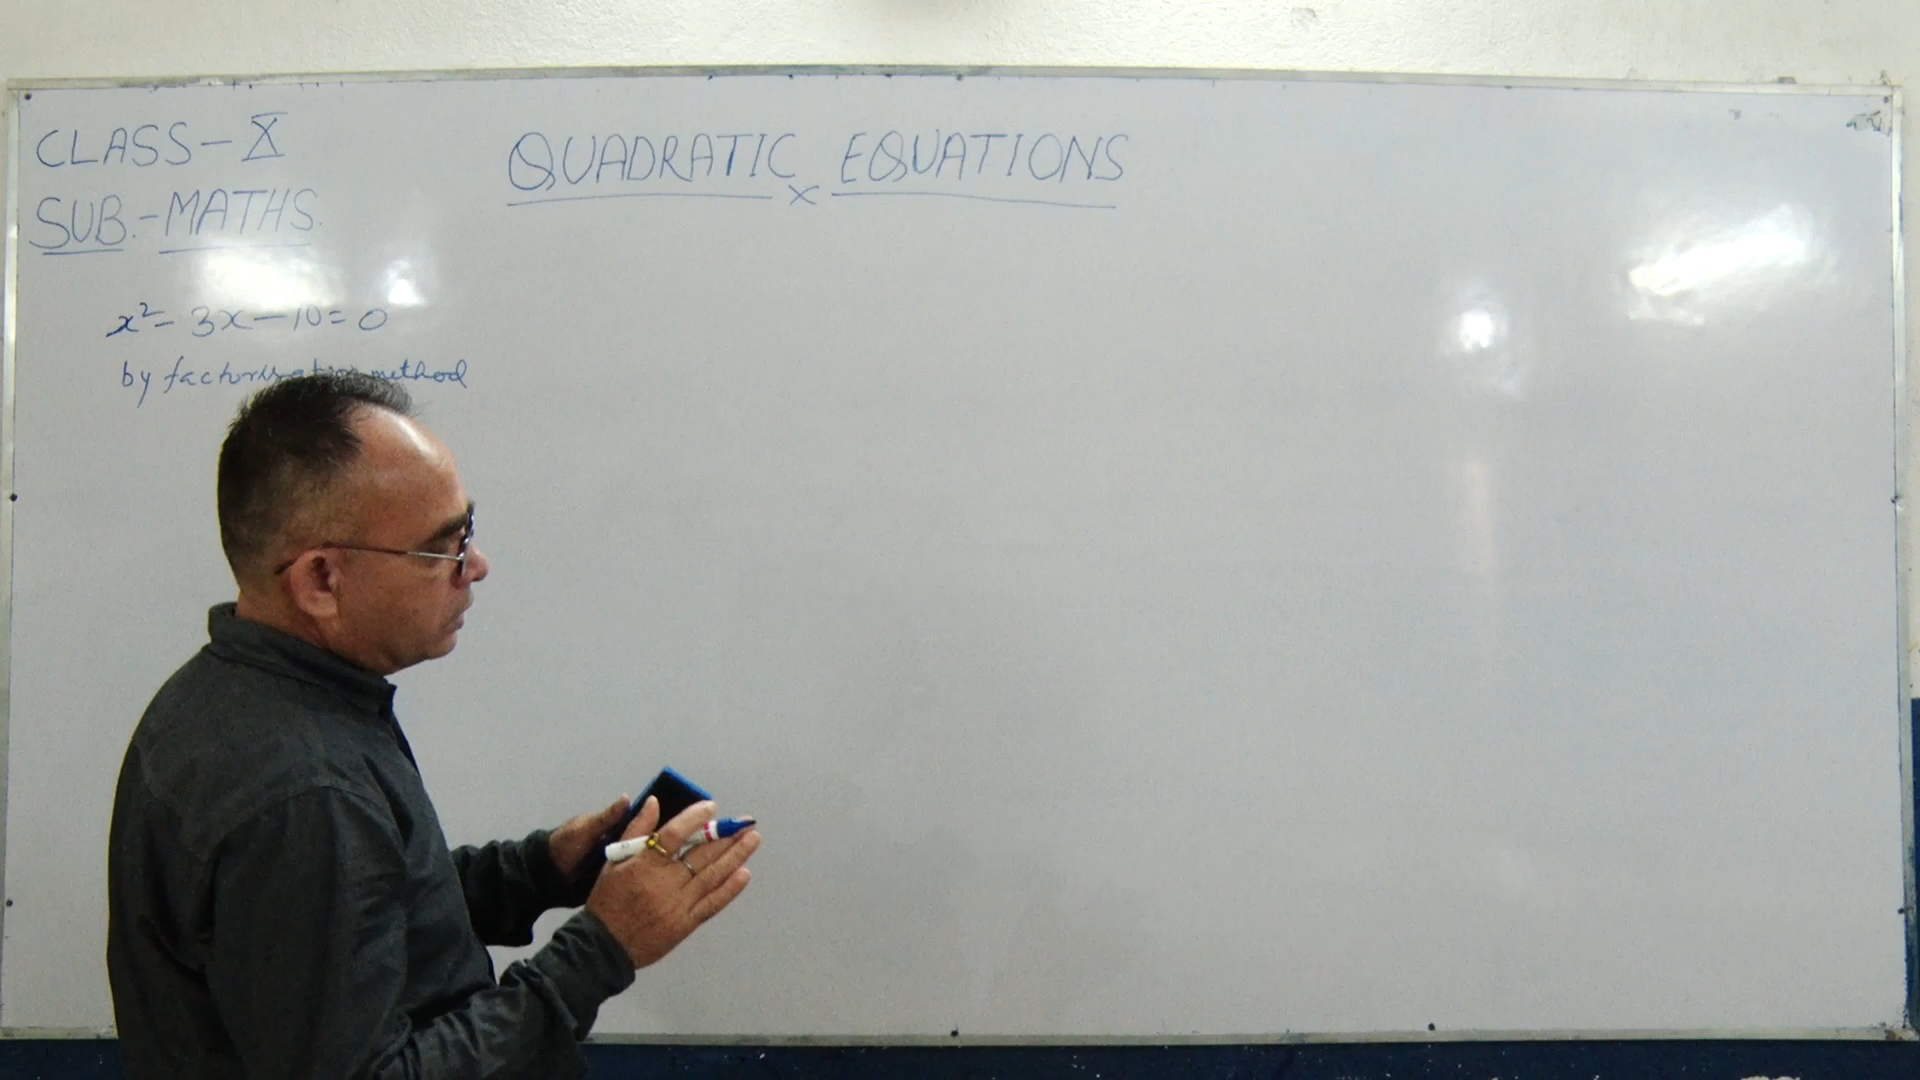 CLASS-X
SUB.-MATHS.
QUADRATIC EQUATIONS
x²- 3x-10=0
by factorisation method